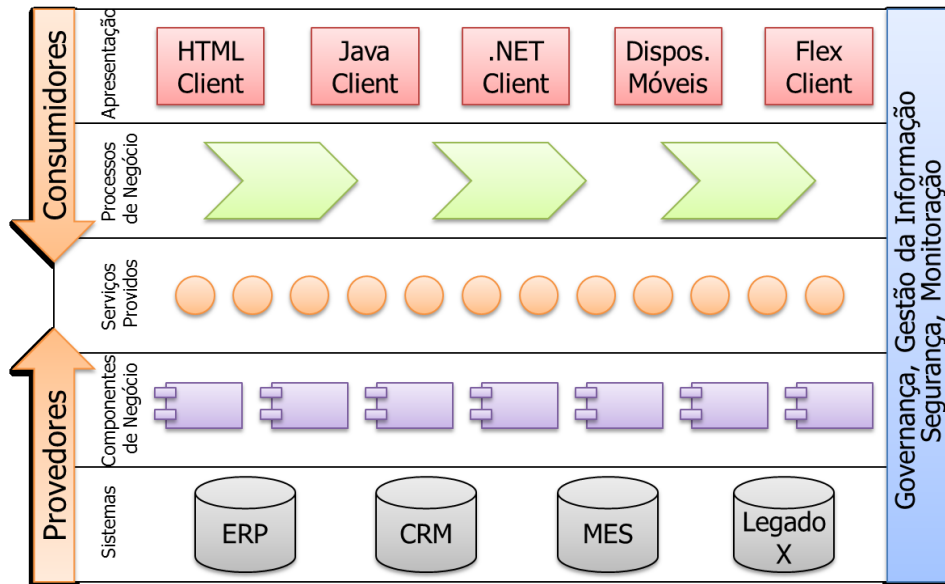 Consumidores
Provedores
Apresentação
HTML
Client
Java
Client
.NET
Client
Dispos.
Móveis
Flex
Client
Processos
de Negócio
Serviços
Providos
Componentes
de Negócio
Sistemas
ERP
CRM
MES
Legado
X
Governança, Gestão da Informação
Segurança, Monitoração